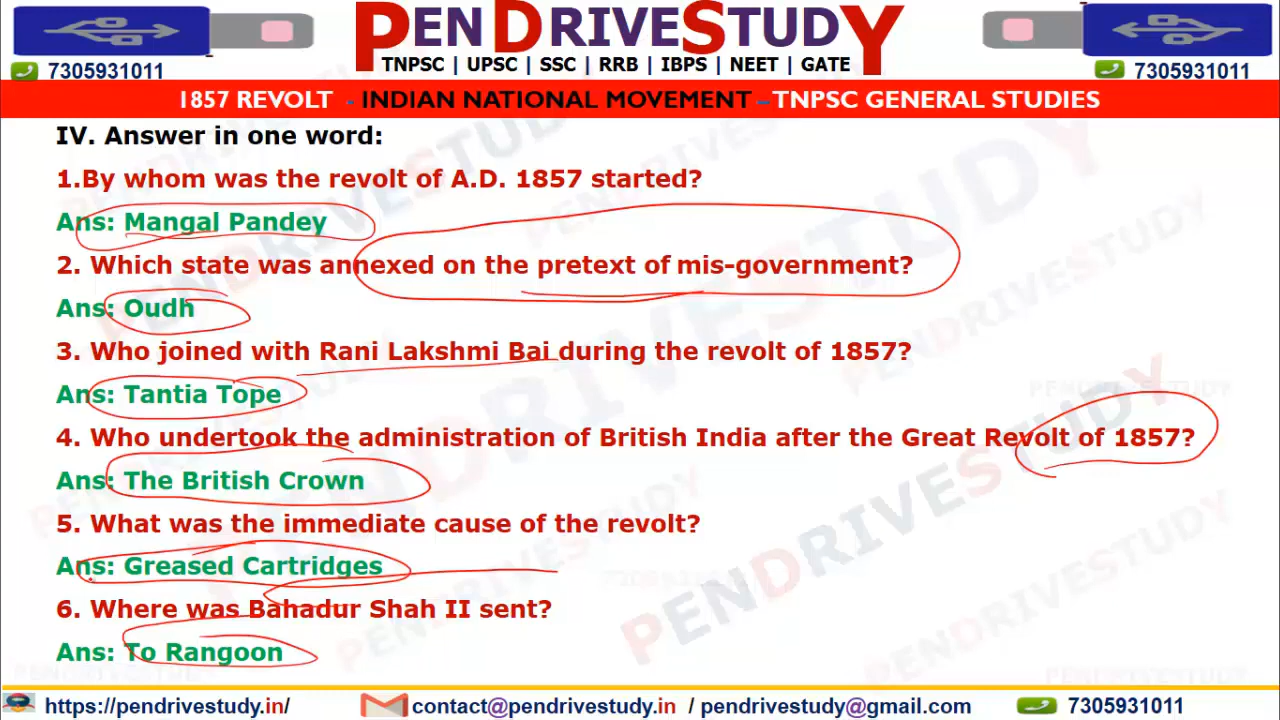 PENDRIVESTUDY
TNPSC | UPSC | SSC | RRB | IBPS | NEET | GATE
7305931011
7305931011
1857 REVOLT - INDIAN NATIONAL MOVEMENT – TNPSC GENERAL STUDIES
IV. Answer in one word:
1.By whom was the revolt of A.D. 1857 started?
Ans: Mangal Pandey
2. Which state was annexed on the pretext of mis-government?
Ans: Oudh
3. Who joined with Rani Lakshmi Bai during the revolt of 1857?
Ans: Tantia Tope
4. Who undertook the administration of British India after the Great Revolt of 1857?
Ans: The British Crown
5. What was the immediate cause of the revolt?
Ans: Greased Cartridges
6. Where was Bahadur Shah II sent?
Ans: To Rangoon
PENDRIVESTUDY
https://pendrivestudy.in/
contact@pendrivestudy.in / pendrivestudy@gmail.com
7305931011